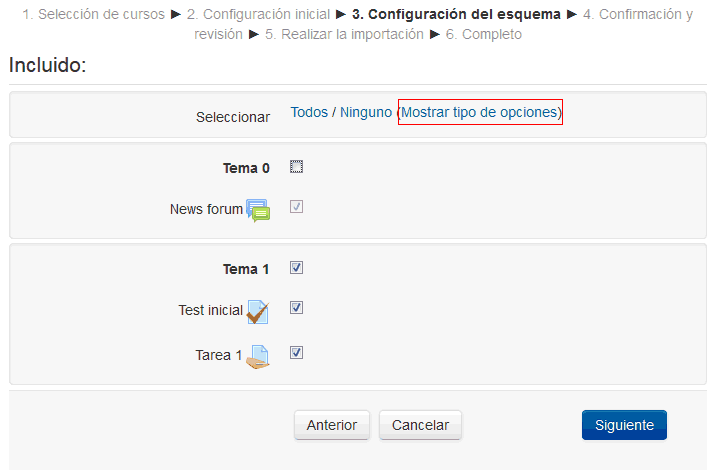 1. Selección de cursos ► 2. Configuración inicial ► 3. Configuración del esquema ► 4. Confirmación y
revisión ► 5. Realizar la importación ► 6. Completo
Incluido:
Seleccionar Todos / Ninguno (Mostrar tipo de opciones)
Tema 0
News forum
Tema 1
Test inicial
Tarea 1
Anterior Cancelar Siguiente